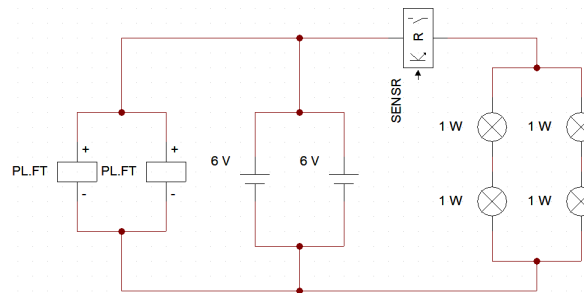 R
SENSR
1 W
1 W
+
+
PL.FT
PL.FT
6 V
6 V
-
-
1 W
1 W